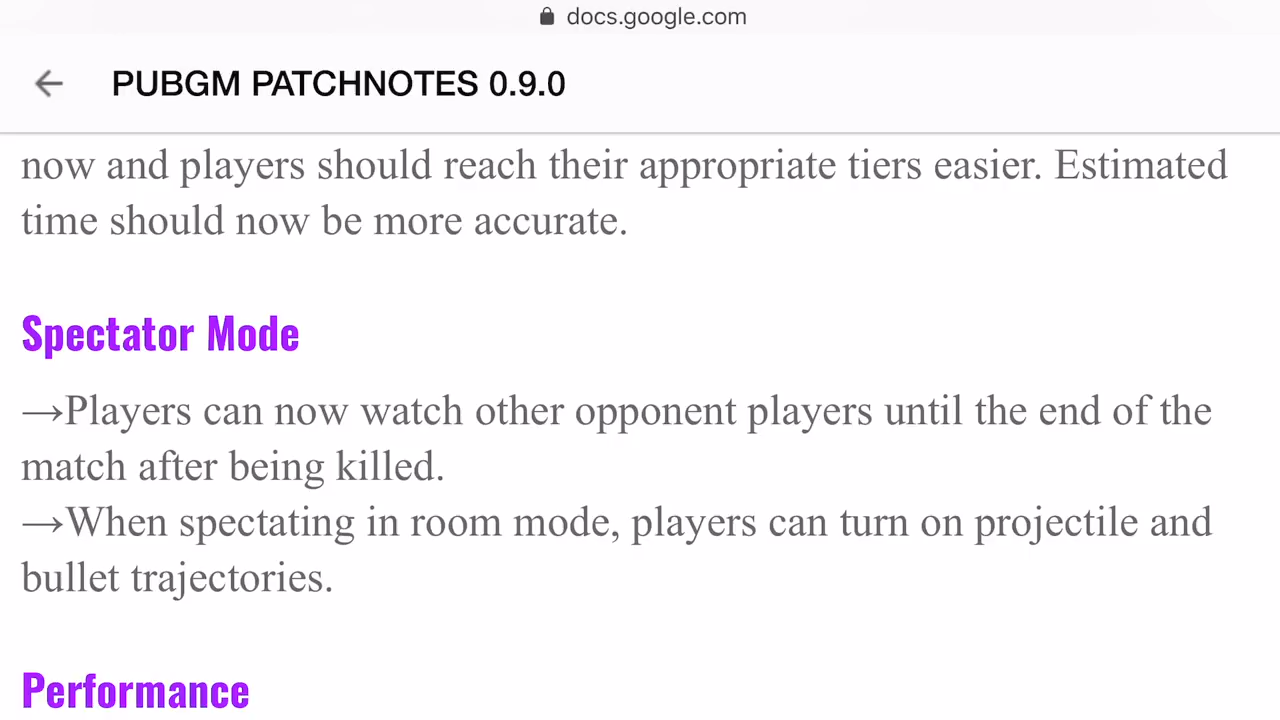 docs.google.com
PUBGM PATCHNOTES 0.9.0
now and players should reach their appropriate tiers easier. Estimated
time should now be more accurate.
Spectator Mode
→Players can now watch other opponent players until the end of the
match after being killed.
→When spectating in room mode, players can turn on projectile and
bullet trajectories.
Performance